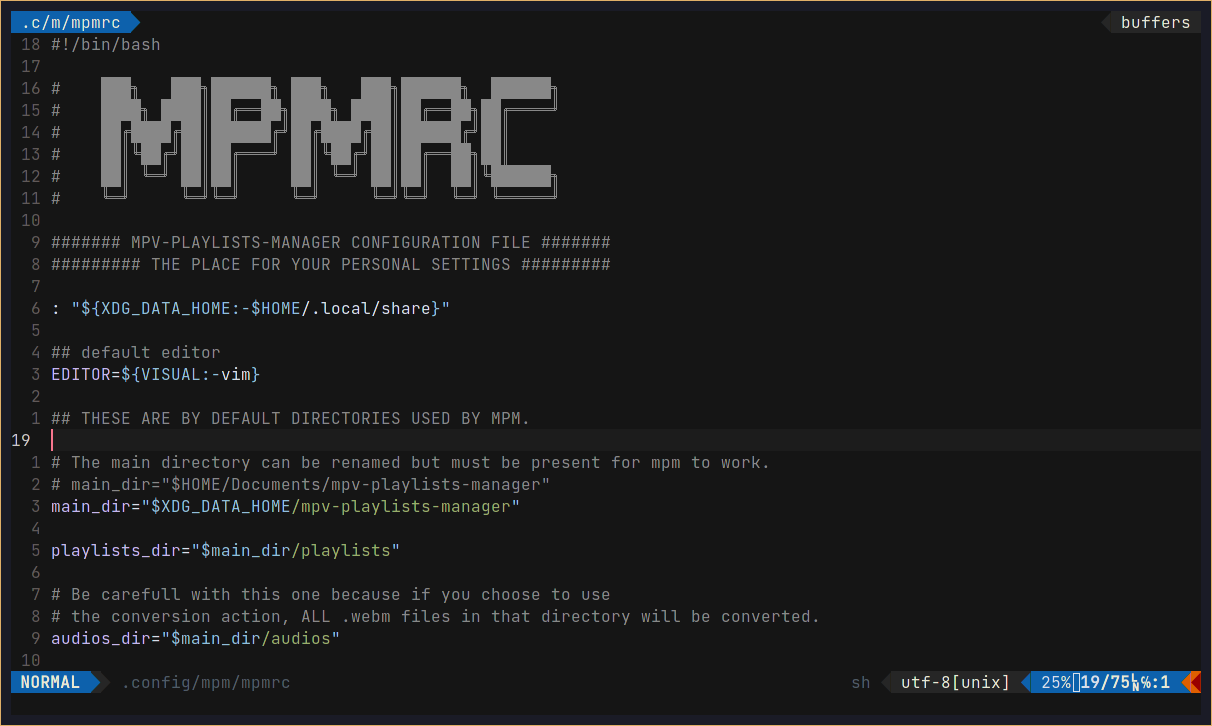 .c/m/mpmrc buffers
18 #!/bin/bash
17
16 #
15 #
14 # MPMRC
13 #
12 #
11 #
10
9 ####### MPV-PLAYLISTS-MANAGER CONFIGURATION FILE #######
8 ######### THE PLACE FOR YOUR PERSONAL SETTINGS #########
7
6 : "${XDG_DATA_HOME:-$HOME/.local/share}"
5
4 ## default editor
3 EDITOR=${VISUAL:-vim}
2
1 ## THESE ARE BY DEFAULT DIRECTORIES USED BY MPM.
19
1 # The main directory can be renamed but must be present for mpm to work.
2 # main_dir="$HOME/Documents/mpv-playlists-manager"
3 main_dir="$XDG_DATA_HOME/mpv-playlists-manager"
4
5 playlists_dir="$main_dir/playlists"
6
7 # Be carefull with this one because if you choose to use
8 # the conversion action, ALL .webm files in that directory will be converted.
9 audios_dir="$main_dir/audios"
10
NORMAL .config/mpm/mpmrc sh utf-8[unix] 25% 19/75 ℅:1